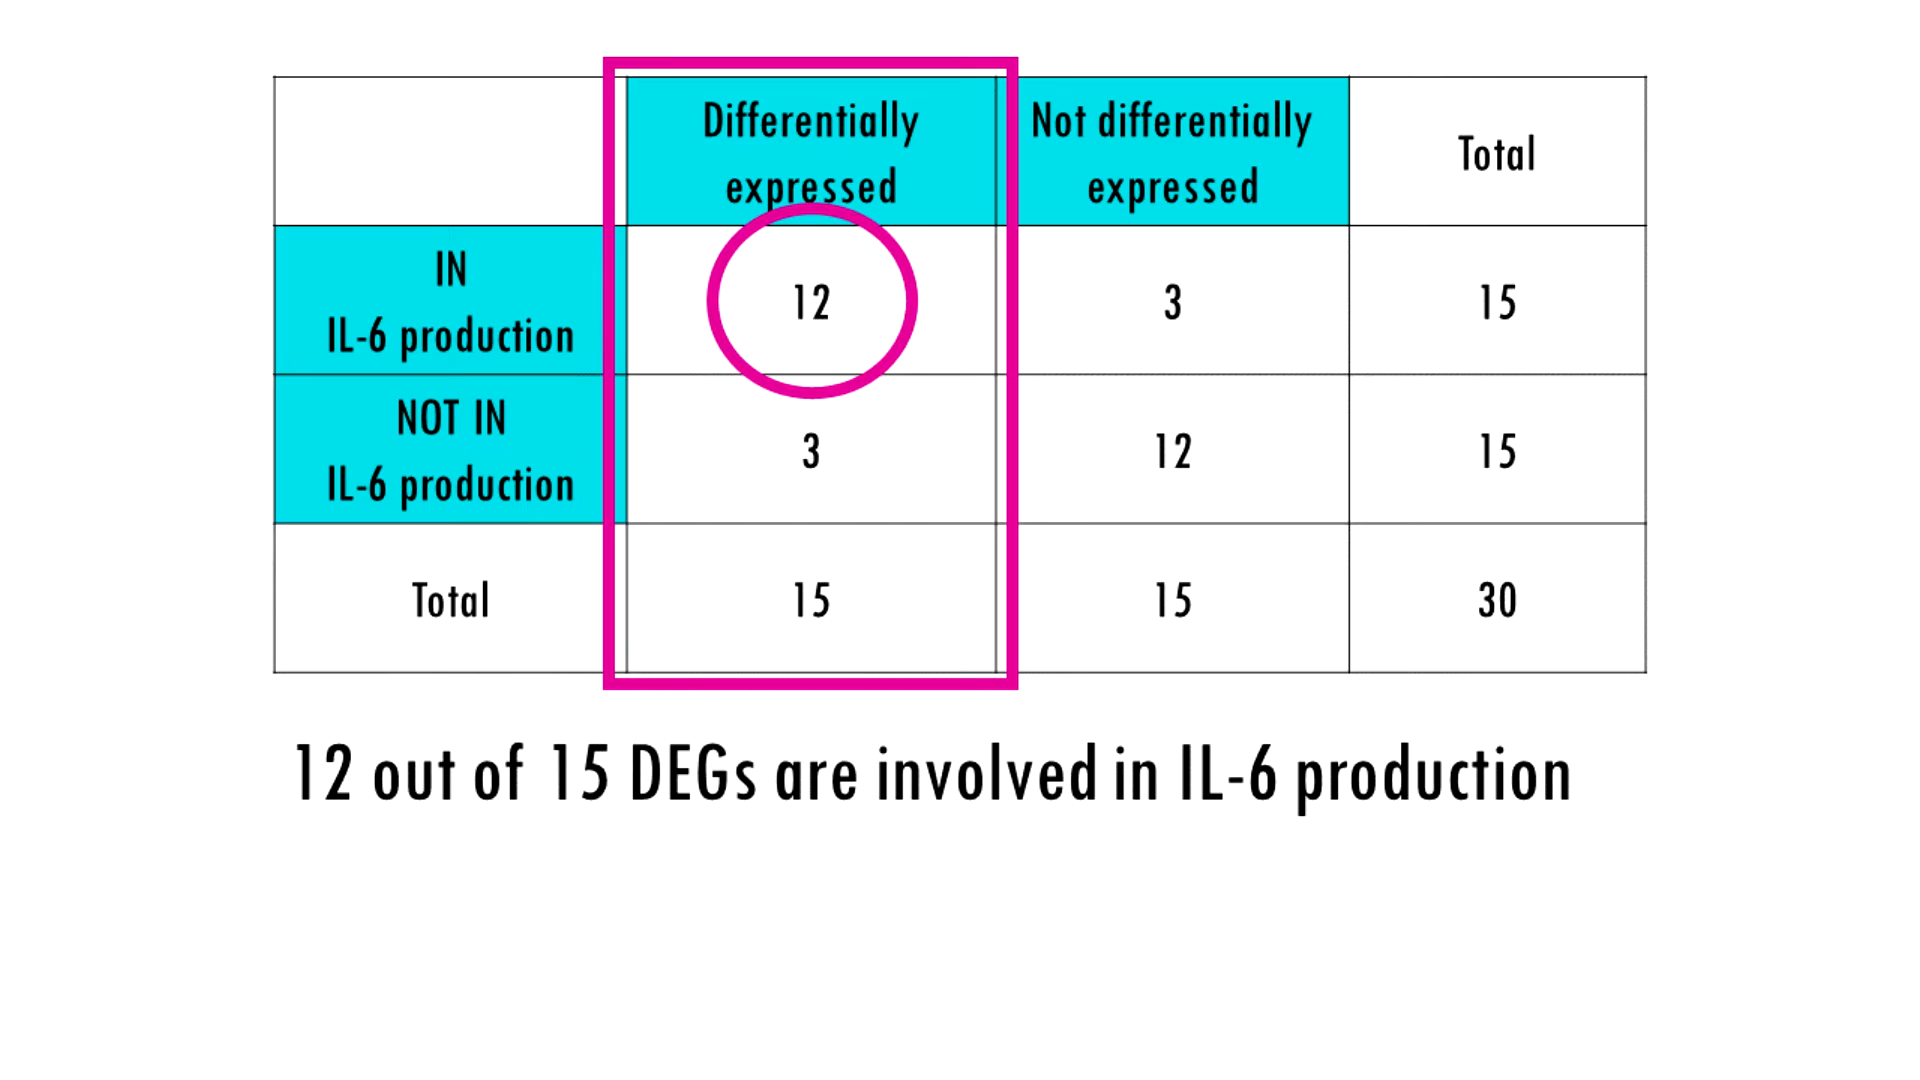 Differentially
expressed
Not differentially
expressed
Total
IN
IL-6 production
12
3
15
NOT IN
IL-6 production
3
12
15
Total
15
15
30
12 out of 15 DEGs are involved in IL-6 production